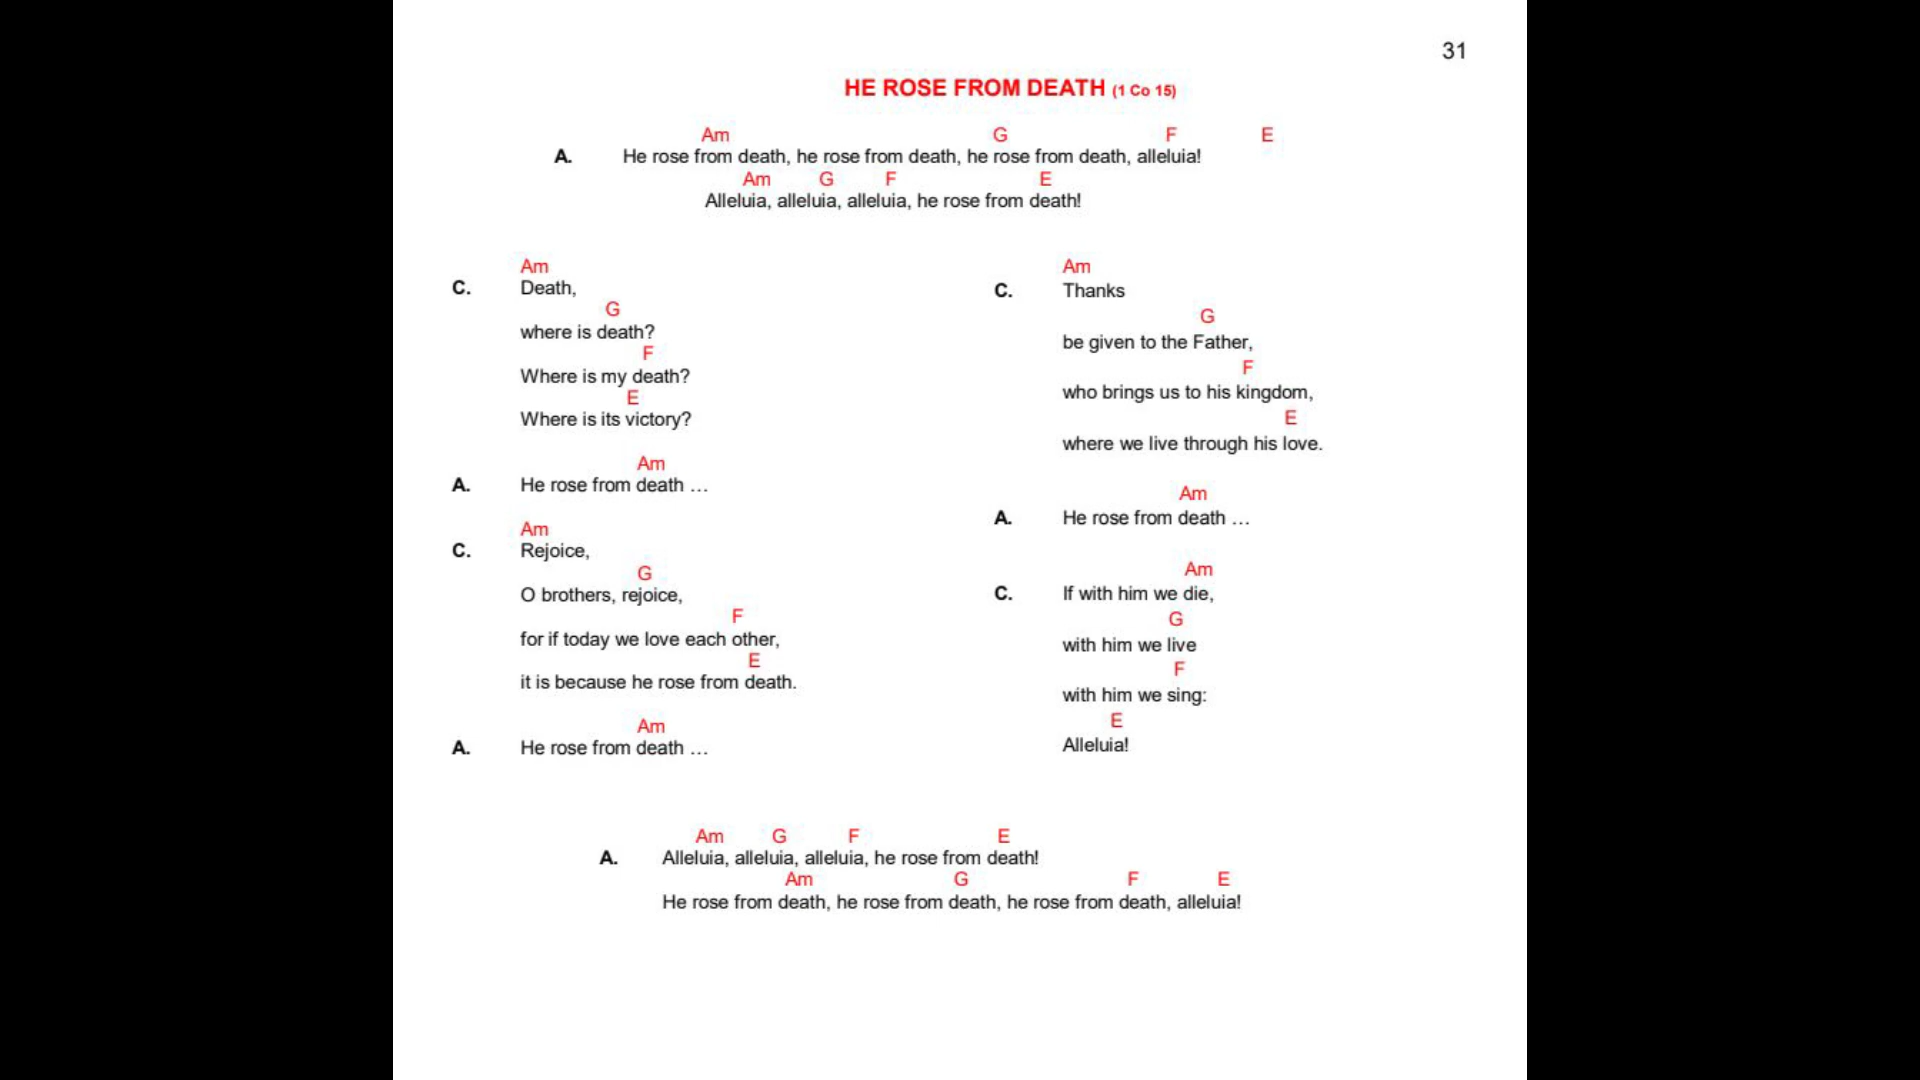 31
HE ROSE FROM DEATH (1 Co 15)
Am G F E
A. He rose from death, he rose from death, he rose from death, alleluia!
Am G F E
Alleluia, alleluia, alleluia, he rose from death!
Am
C. Death,
G
where is death?
F
Where is my death?
E
Where is its victory?
Am
A. He rose from death …
Am
C. Rejoice,
G
O brothers, rejoice,
F
for if today we love each other,
E
it is because he rose from death.
Am
A. He rose from death …
Am
C. Thanks
G
be given to the Father,
F
who brings us to his kingdom,
E
where we live through his love.
Am
A. He rose from death …
Am
C. If with him we die,
G
with him we live
F
with him we sing:
E
Alleluia!
Am G F E
A. Alleluia, alleluia, alleluia, he rose from death!
Am G F E
He rose from death, he rose from death, he rose from death, alleluia!